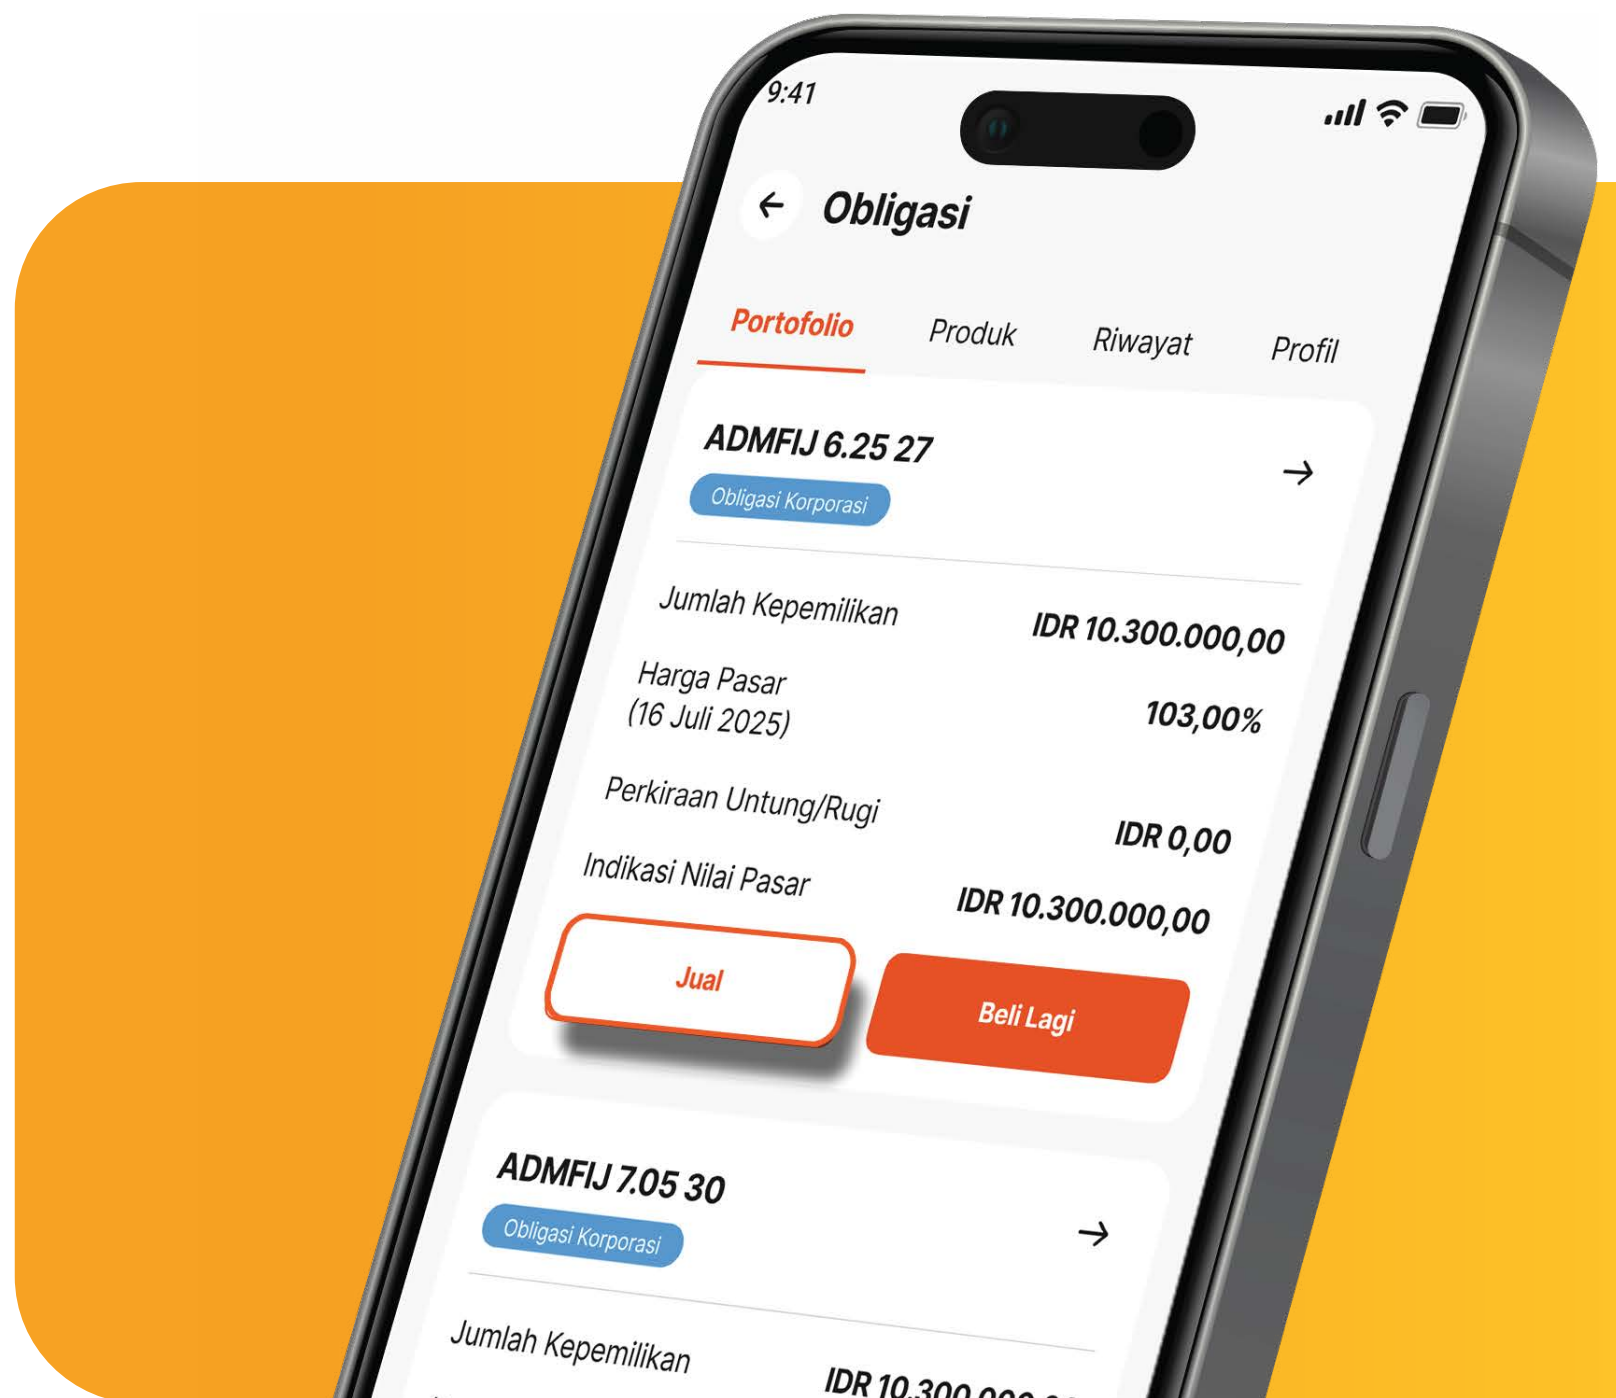 9:41
Obligasi
Portofolio Produk Riwayat Profil
ADMFIJ 6.25 27
Obligasi Korporasi
Jumlah Kepemilikan IDR 10.300.000,00
Harga Pasar
(16 Juli 2025) 103,00%
Perkiraan Untung/Rugi IDR 0,00
Indikasi Nilai Pasar IDR 10.300.000,00
Jual Beli Lagi
ADMFIJ 7.05 30
Obligasi Korporasi
Jumlah Kepemilikan IDR